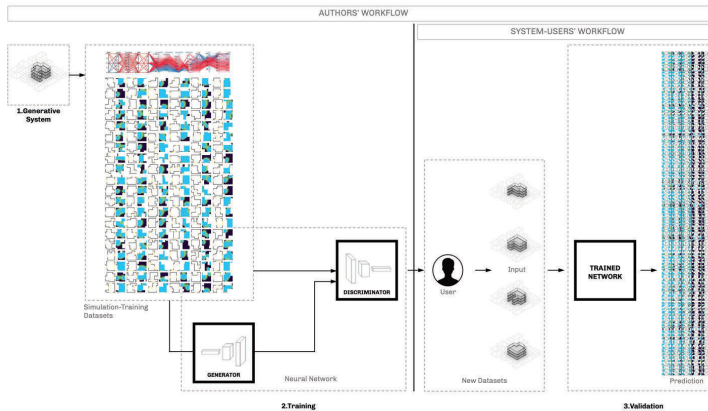 AUTHORS' WORKFLOW
SYSTEM-USERS' WORKFLOW
1.Generative
System
Simulation-Training
Datasets
GENERATOR
DISCRIMINATOR
Neural Network
2.Training
User
Input
New Datasets
TRAINED
NETWORK
Prediction
3.Validation